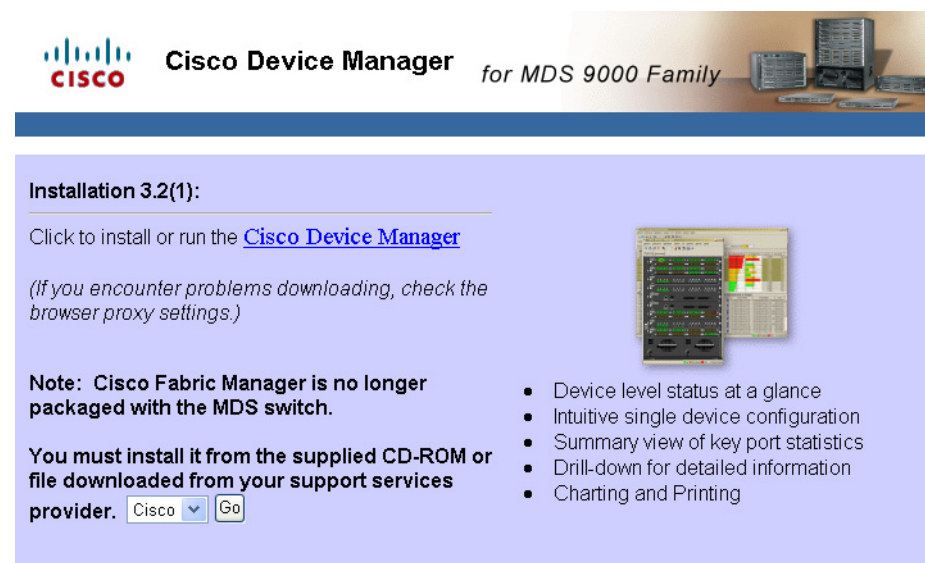 CISCO
Cisco Device Manager for MDS 9000 Family
Installation 3.2(1):
Click to install or run the Cisco Device Manager
(If you encounter problems downloading, check the
browser proxy settings.)
Note: Cisco Fabric Manager is no longer
packaged with the MDS switch.
You must install it from the supplied CD-ROM or
file downloaded from your support services
provider. Cisco Go
• Device level status at a glance
• Intuitive single device configuration
• Summary view of key port statistics
• Drill-down for detailed information
• Charting and Printing